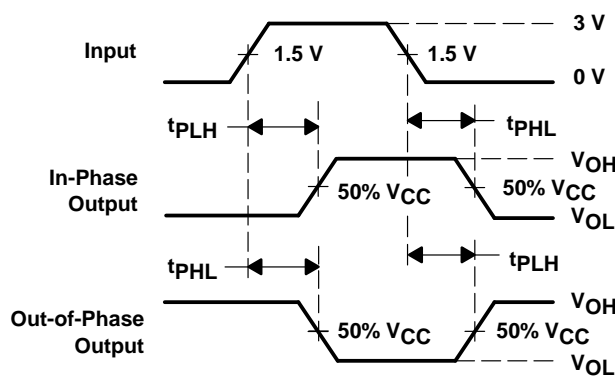 3 V
Input
1.5 V
1.5 V
0 V
tPLH
tPHL
VOH
In-Phase
Output
50% VCC
50% VCC
VOL
tPHL
tPLH
VOH
Out-of-Phase
Output
50% VCC
50% VCC
VOL